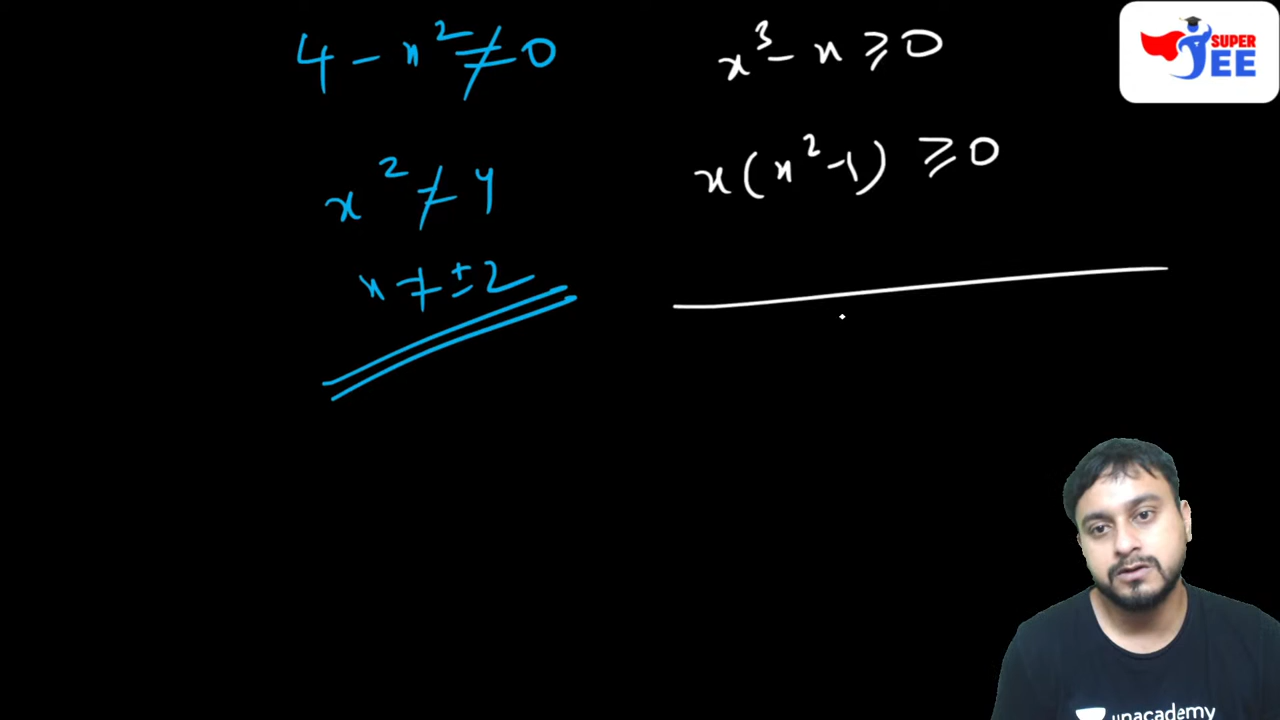 4 - x² ≠ 0
x² ≠ 4
x ≠ ± 2
x³ - x ≥ 0
x(x² - 1) ≥ 0
SUPER
JEE
unacademy